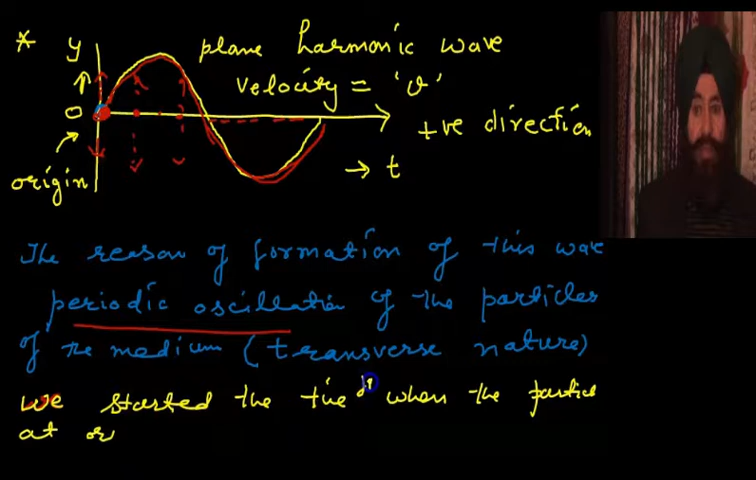 * y plane harmonic wave
velocity = 'v'
0
+ve direction
origin
→ t
The reason of formation of this wave
periodic oscillation of the particles
of the medium (transverse nature)
we started the time when the particle
at or